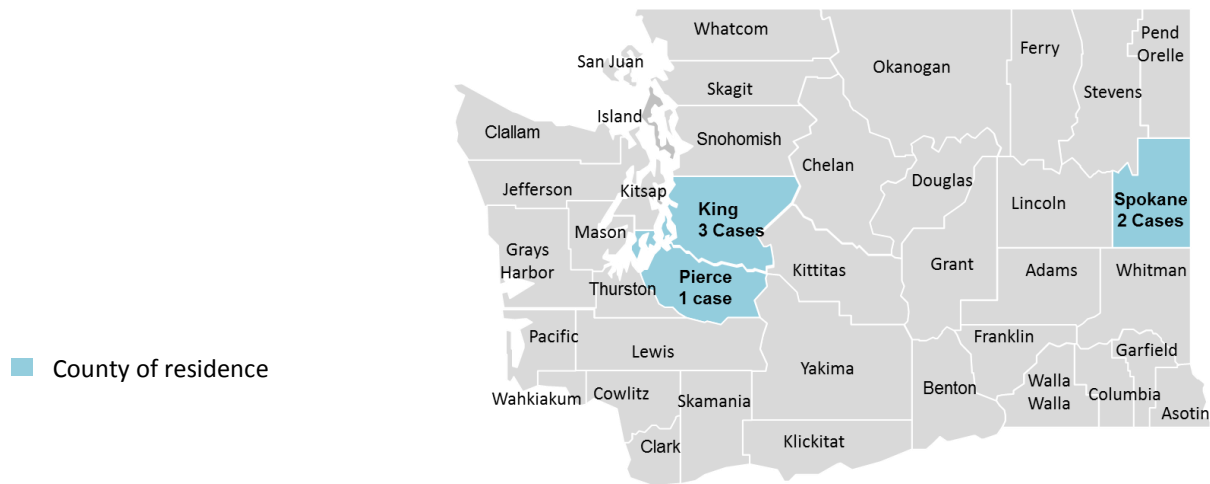 Whatcom
Pend
Orelle
Ferry
San Juan
Okanogan
Skagit
Stevens
Island
Clallam
Snohomish
Chelan
Douglas
Jefferson
Kitsap
Lincoln
Spokane
2 Cases
King
3 Cases
Mason
Grays
Harbor
Grant
Adams
Whitman
Kittitas
Pierce
1 case
Thurston
Pacific
Franklin
Lewis
Garfield
County of residence
Yakima
Walla
Walla
Benton
Columbia
Wahkiakum
Cowlitz
Skamania
Asotin
Clark
Klickitat